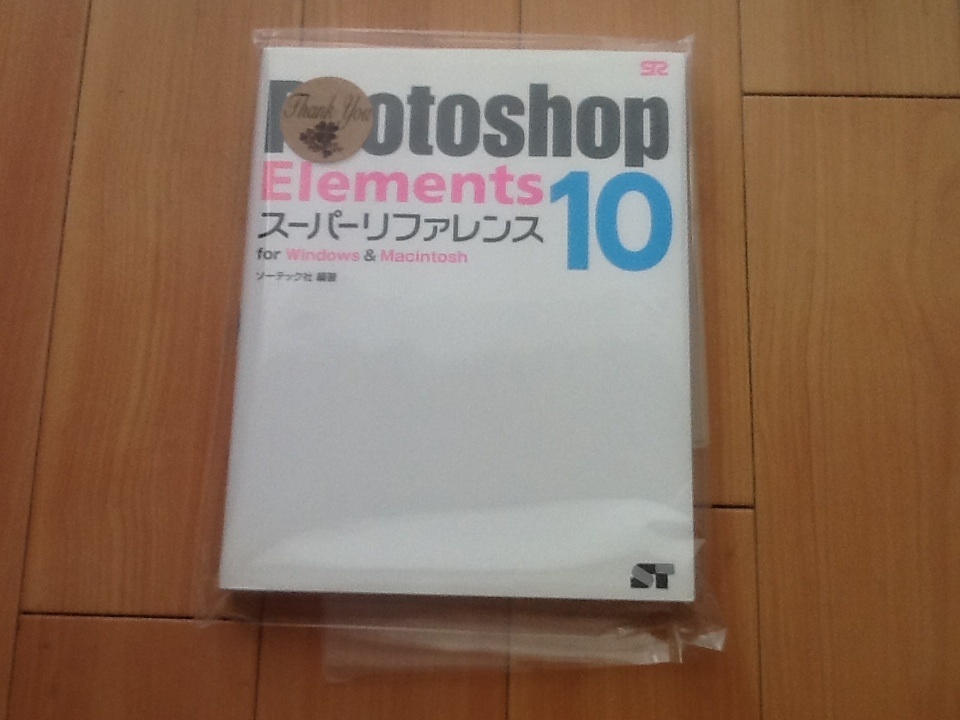 SR
Photoshop
Thank You
Elements 10
スーパーリファレンス
for Windows & Macintosh
ソーテック社 編著
ST